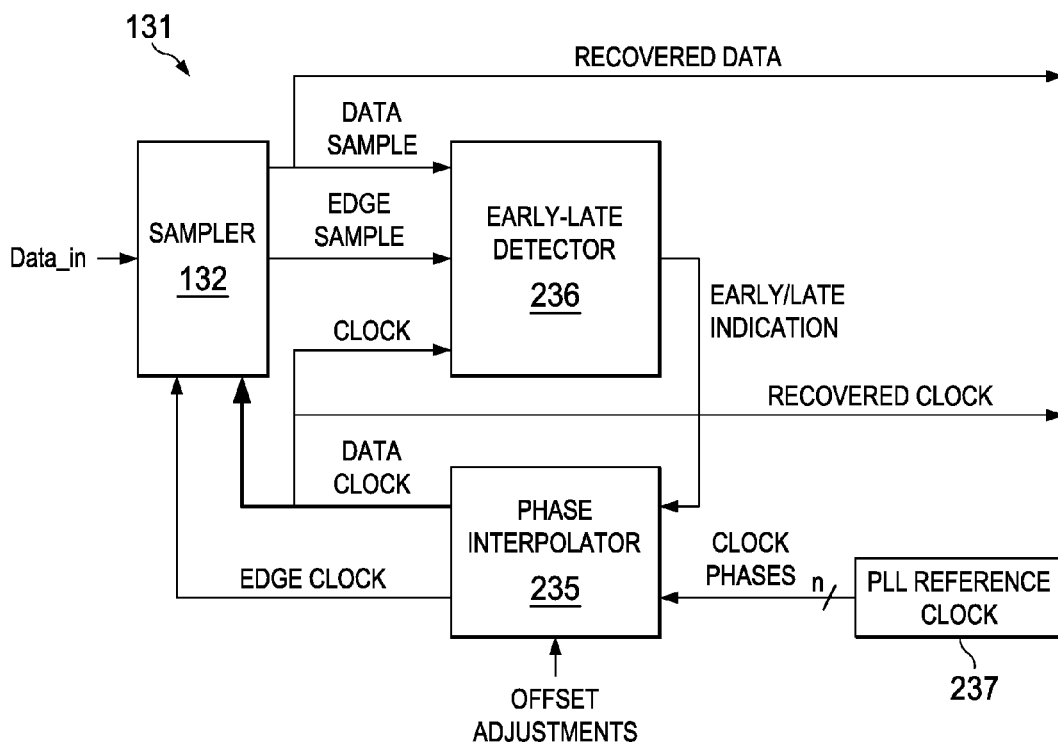 131
RECOVERED DATA
DATA
SAMPLE
EDGE
SAMPLE
SAMPLER
132
EARLY-LATE
DETECTOR
236
Data_in
CLOCK
EARLY/LATE
INDICATION
RECOVERED CLOCK
DATA
CLOCK
PHASE
INTERPOLATOR
235
EDGE CLOCK
CLOCK
PHASES
n
PLL REFERENCE
CLOCK
237
OFFSET
ADJUSTMENTS